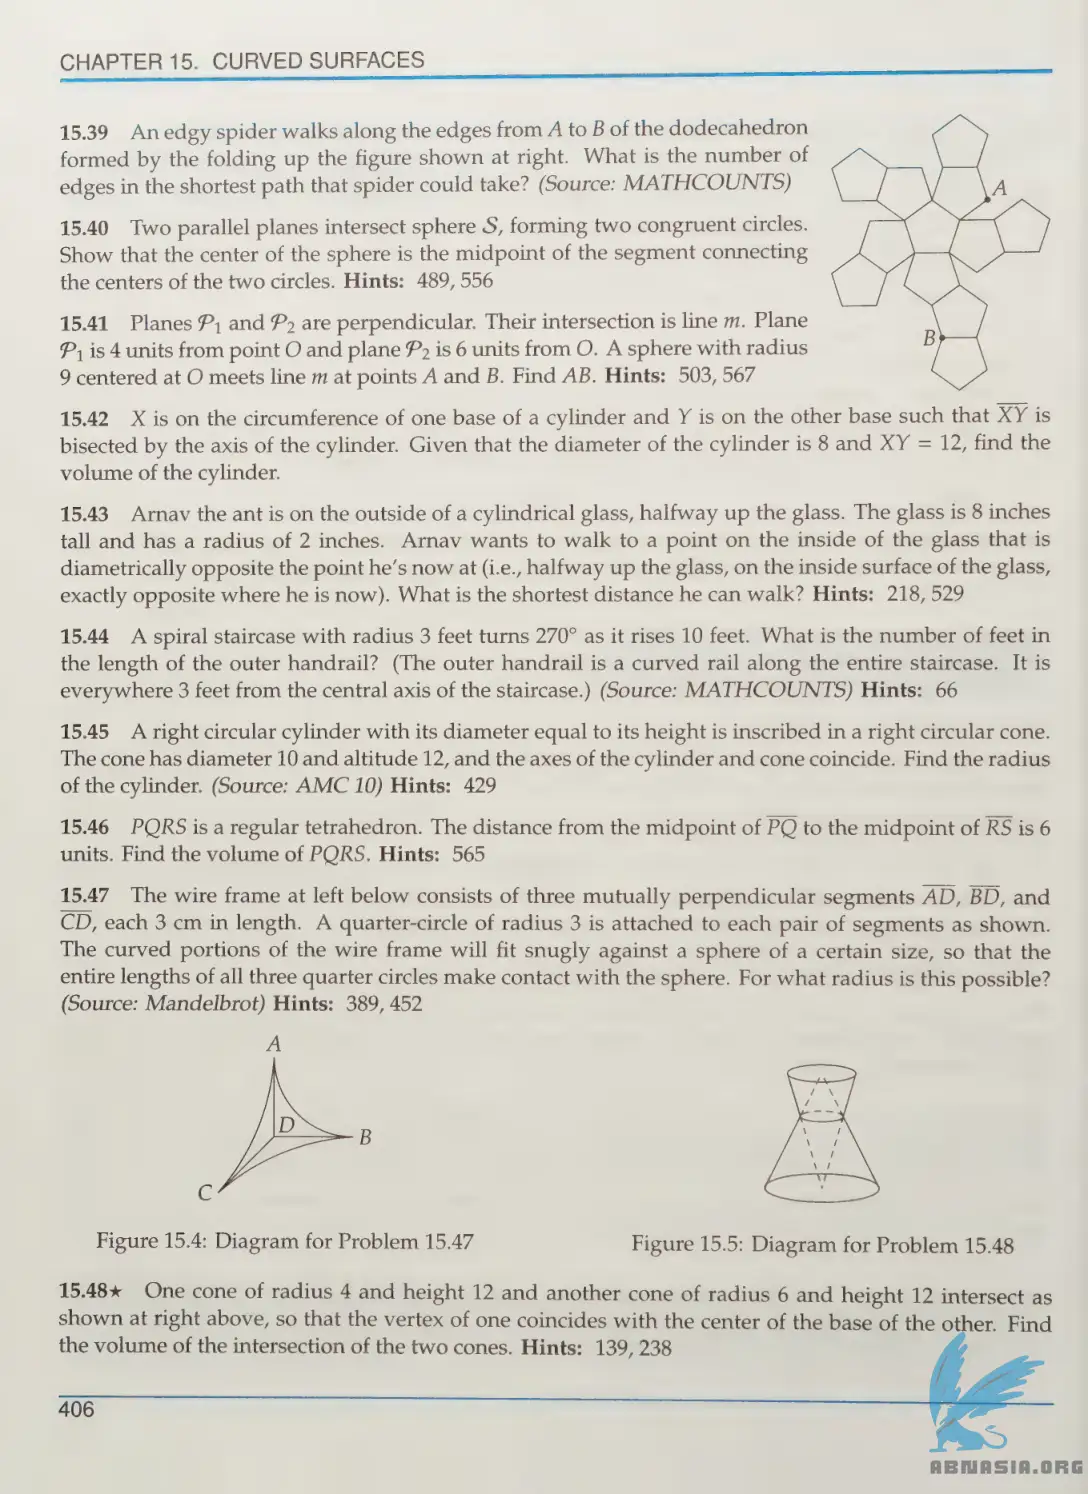 CHAPTER 15. CURVED SURFACES
15.39 An edgy spider walks along the edges from A to B of the dodecahedron
formed by the folding up the figure shown at right. What is the number of
edges in the shortest path that spider could take? (Source: MATHCOUNTS)
A
B
15.40 Two parallel planes intersect sphere S, forming two congruent circles.
Show that the center of the sphere is the midpoint of the segment connecting
the centers of the two circles. Hints: 489, 556
15.41 Planes P₁ and P₂ are perpendicular. Their intersection is line m. Plane
P₁ is 4 units from point O and plane P₂ is 6 units from O. A sphere with radius
9 centered at O meets line m at points A and B. Find AB. Hints: 503, 567
15.42 X is on the circumference of one base of a cylinder and Y is on the other base such that X̅Y̅ is
bisected by the axis of the cylinder. Given that the diameter of the cylinder is 8 and XY = 12, find the
volume of the cylinder.
15.43 Arnav the ant is on the outside of a cylindrical glass, halfway up the glass. The glass is 8 inches
tall and has a radius of 2 inches. Arnav wants to walk to a point on the inside of the glass that is
diametrically opposite the point he's now at (i.e., halfway up the glass, on the inside surface of the glass,
exactly opposite where he is now). What is the shortest distance he can walk? Hints: 218, 529
15.44 A spiral staircase with radius 3 feet turns 270° as it rises 10 feet. What is the number of feet in
the length of the outer handrail? (The outer handrail is a curved rail along the entire staircase. It is
everywhere 3 feet from the central axis of the staircase.) (Source: MATHCOUNTS) Hints: 66
15.45 A right circular cylinder with its diameter equal to its height is inscribed in a right circular cone.
The cone has diameter 10 and altitude 12, and the axes of the cylinder and cone coincide. Find the radius
of the cylinder. (Source: AMC 10) Hints: 429
15.46 PQRS is a regular tetrahedron. The distance from the midpoint of P̅Q̅ to the midpoint of R̅S̅ is 6
units. Find the volume of PQRS. Hints: 565
15.47 The wire frame at left below consists of three mutually perpendicular segments A̅D̅, B̅D̅, and
C̅D̅, each 3 cm in length. A quarter-circle of radius 3 is attached to each pair of segments as shown.
The curved portions of the wire frame will fit snugly against a sphere of a certain size, so that the
entire lengths of all three quarter circles make contact with the sphere. For what radius is this possible?
(Source: Mandelbrot) Hints: 389, 452
A
D
B
C
Figure 15.4: Diagram for Problem 15.47
Figure 15.5: Diagram for Problem 15.48
15.48★ One cone of radius 4 and height 12 and another cone of radius 6 and height 12 intersect as
shown at right above, so that the vertex of one coincides with the center of the base of the other. Find
the volume of the intersection of the two cones. Hints: 139, 238
406
ABNASIA.ORG